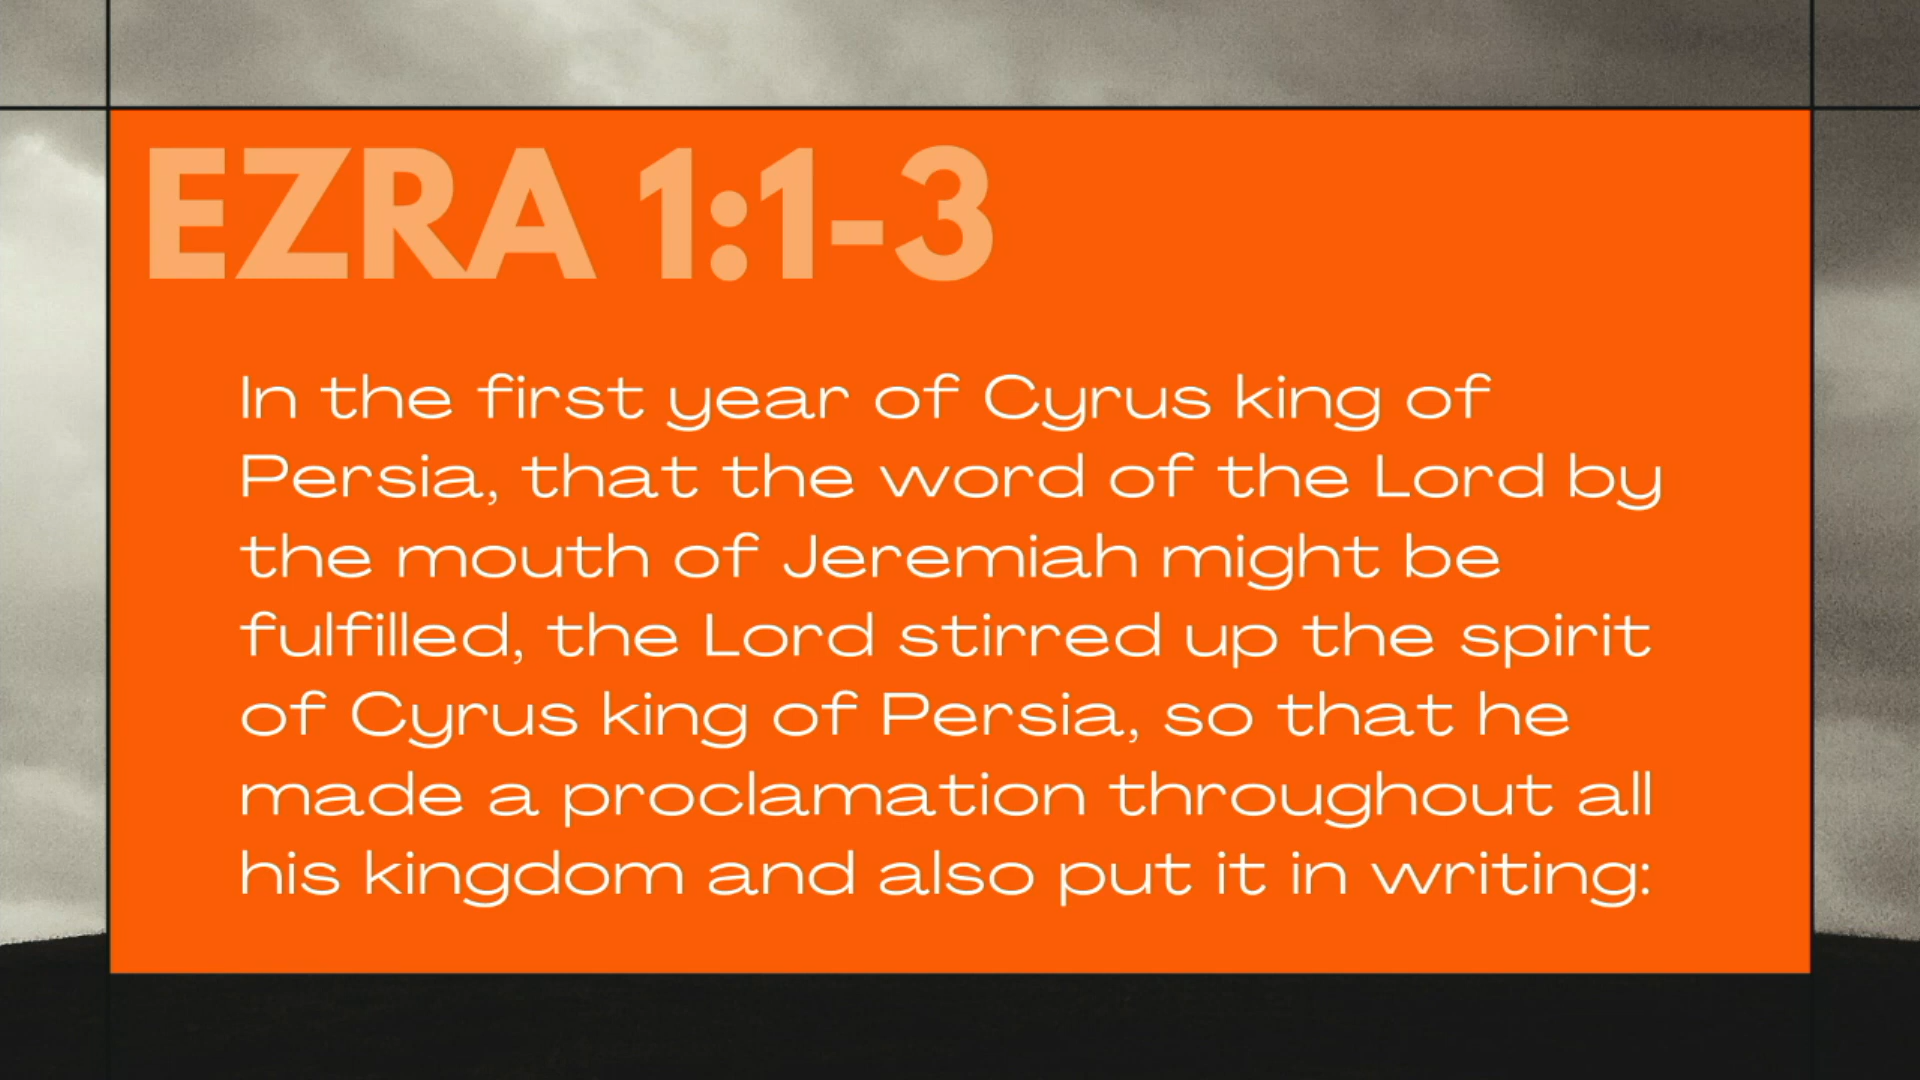 EZRA 1:1-3
In the first year of Cyrus king of
Persia, that the word of the Lord by
the mouth of Jeremiah might be
fulfilled, the Lord stirred up the spirit
of Cyrus king of Persia, so that he
made a proclamation throughout all
his kingdom and also put it in writing: